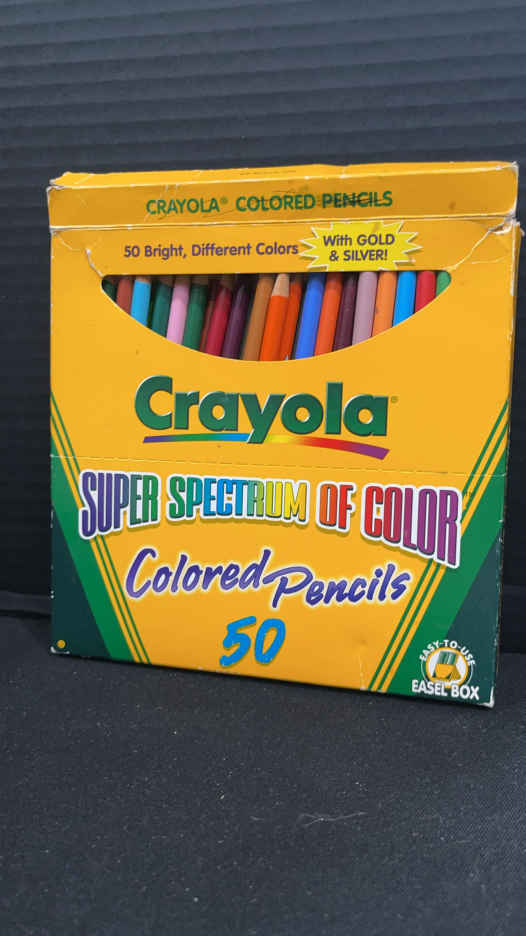 CRAYOLA® COLORED PENCILS
50 Bright, Different Colors
With GOLD
& SILVER!
Crayola®
SUPER SPECTRUM OF COLOR
Colored Pencils
50
EASY-TO-USE
EASEL BOX